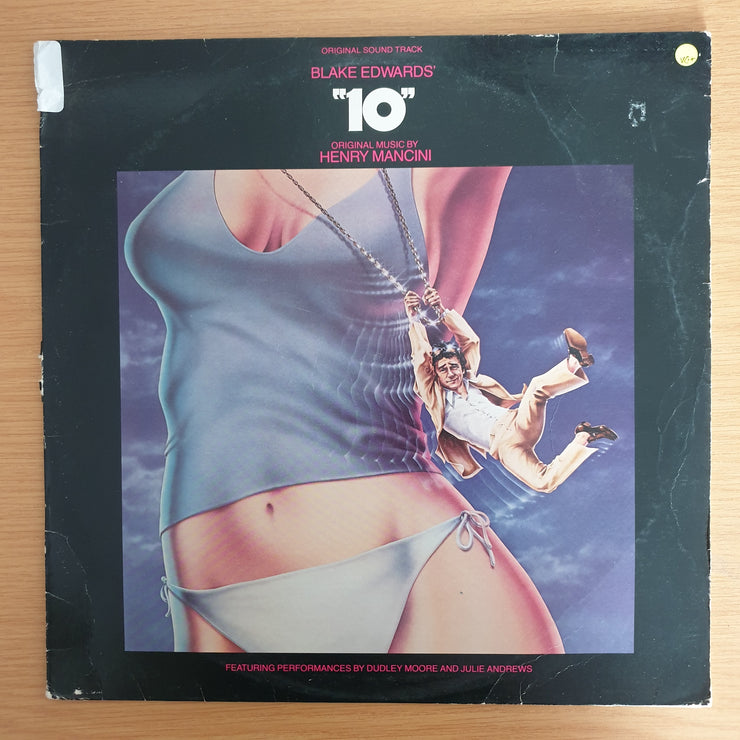 ORIGINAL SOUND TRACK
BLAKE EDWARDS'
"10"
ORIGINAL MUSIC BY
HENRY MANCINI
FEATURING PERFORMANCES BY DUDLEY MOORE AND JULIE ANDREWS